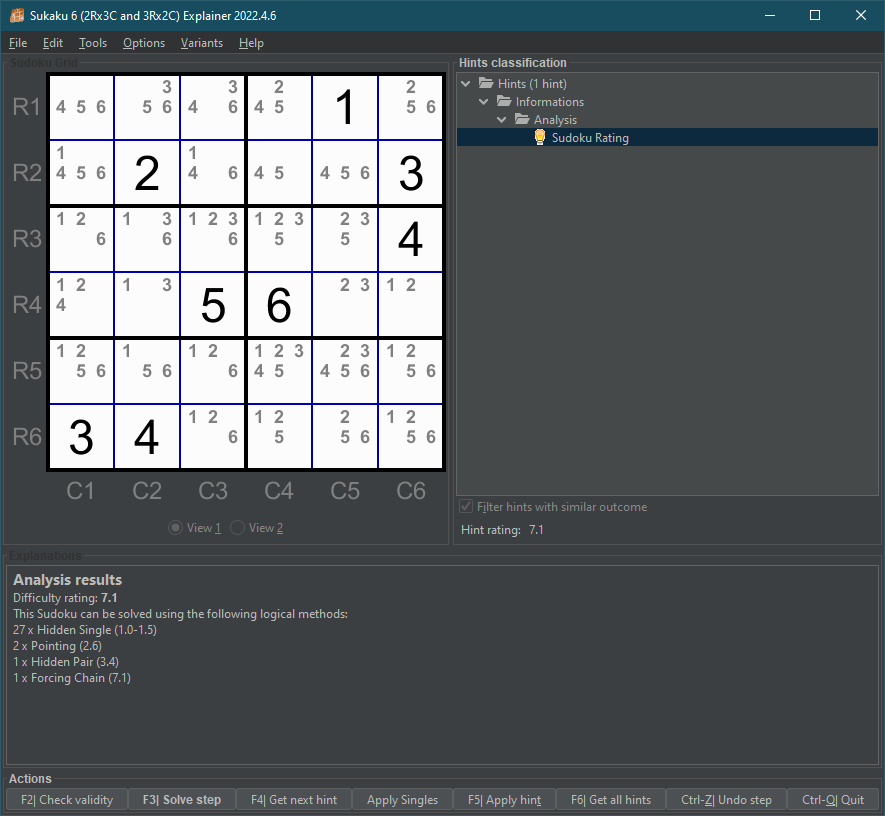 Sukaku 6 (2Rx3C and 3Rx2C) Explainer 2022.4.6
File Edit Tools Options Variants Help
Sudoku Grid
Hints classification
Hints (1 hint)
Informations
Analysis
Sudoku Rating
3 3 2 2
R1 4 5 6 5 6 4 6 4 5 1 5 6
1 1
R2 4 5 6 2 4 6 4 5 4 5 6 3
1 2 1 3 1 2 3 1 2 3 2 3
R3 6 6 6 5 5 4
1 2 1 3 2 3 1 2
R4 4 5 6
1 2 1 1 2 1 2 3 2 3 1 2
R5 5 6 5 6 6 4 5 4 5 6 5 6
1 2 1 2 2 1 2
R6 3 4 6 5 5 6 5 6
C1 C2 C3 C4 C5 C6
View 1 View 2
Filter hints with similar outcome
Hint rating: 7.1
Explanations
Analysis results
Difficulty rating: 7.1
This Sudoku can be solved using the following logical methods:
27 x Hidden Single (1.0-1.5)
2 x Pointing (2.6)
1 x Hidden Pair (3.4)
1 x Forcing Chain (7.1)
Actions
F2| Check validity F3| Solve step F4| Get next hint Apply Singles F5| Apply hint F6| Get all hints Ctrl-Z| Undo step Ctrl-Q| Quit